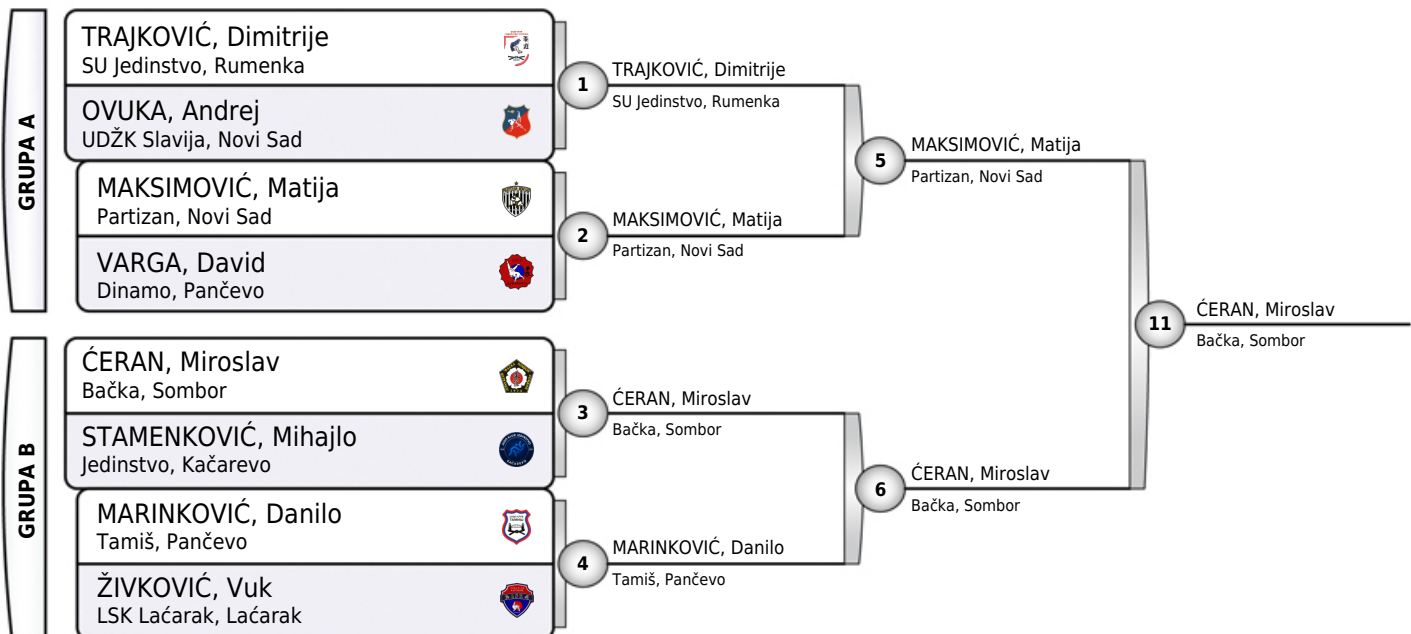 GRUPA A
TRAJKOVIĆ, Dimitrije
SU Jedinstvo, Rumenka
OVUKA, Andrej
UDŽK Slavija, Novi Sad
MAKSIMOVIĆ, Matija
Partizan, Novi Sad
VARGA, David
Dinamo, Pančevo
GRUPA B
ĆERAN, Miroslav
Bačka, Sombor
STAMENKOVIĆ, Mihajlo
Jedinstvo, Kačarevo
MARINKOVIĆ, Danilo
Tamiš, Pančevo
ŽIVKOVIĆ, Vuk
LSK Laćarak, Laćarak
1
TRAJKOVIĆ, Dimitrije
SU Jedinstvo, Rumenka
2
MAKSIMOVIĆ, Matija
Partizan, Novi Sad
3
ĆERAN, Miroslav
Bačka, Sombor
4
MARINKOVIĆ, Danilo
Tamiš, Pančevo
5
MAKSIMOVIĆ, Matija
Partizan, Novi Sad
6
ĆERAN, Miroslav
Bačka, Sombor
11
ĆERAN, Miroslav
Bačka, Sombor